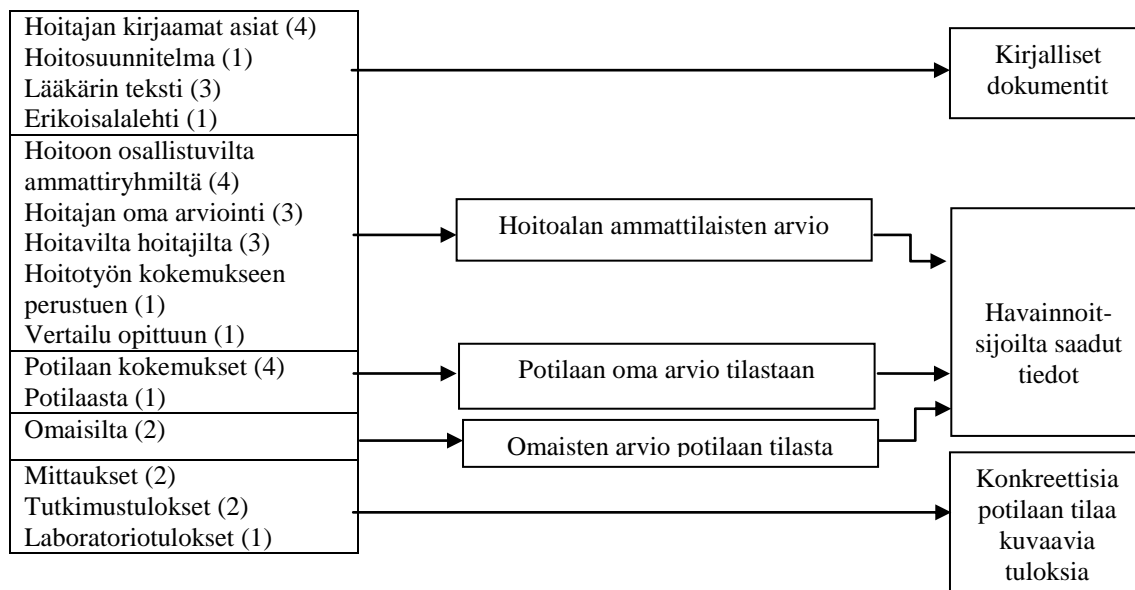 Hoitajan kirjaamat asiat (4)
Hoitosuunnitelma (1)
Lääkärin teksti (3)
Erikoisalalehti (1)
Kirjalliset
dokumentit
Hoitoon osallistuvilta
ammattiryhmiltä (4)
Hoitajan oma arviointi (3)
Hoitavilta hoitajilta (3)
Hoitotyön kokemukseen
perustuen (1)
Vertailu opittuun (1)
Hoitoalan ammattilaisten arvio
Potilaan kokemukset (4)
Potilaasta (1)
Potilaan oma arvio tilastaan
Omaisilta (2)
Omaisten arvio potilaan tilasta
Havainnoit-
sijoilta saadut
tiedot
Mittaukset (2)
Tutkimustulokset (2)
Laboratoriotulokset (1)
Konkreettisia
potilaan tilaa
kuvaavia
tuloksia